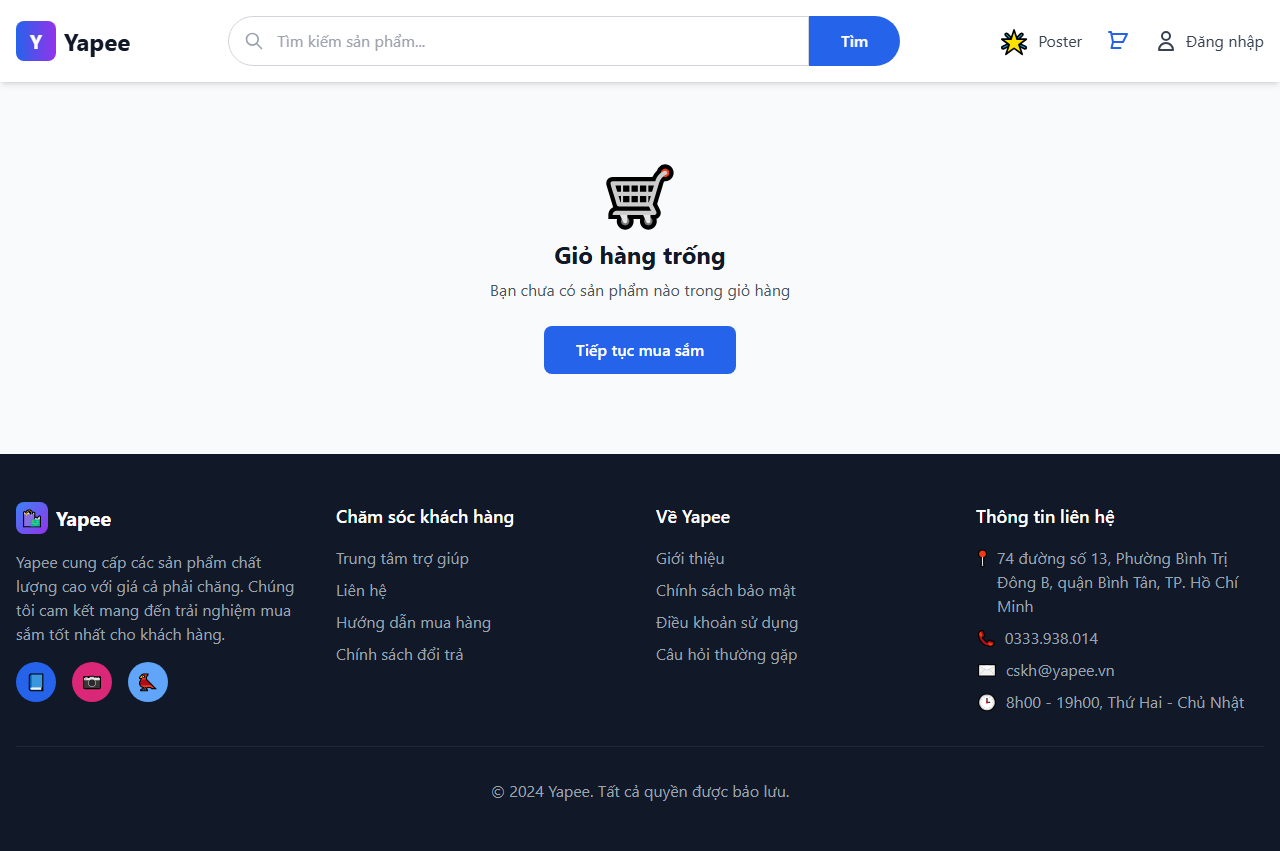 Y Yapee
Tìm kiếm sản phẩm...
Tìm
Poster
Đăng nhập
Giỏ hàng trống
Bạn chưa có sản phẩm nào trong giỏ hàng
Tiếp tục mua sắm
Yapee
Yapee cung cấp các sản phẩm chất
lượng cao với giá cả phải chăng. Chúng
tôi cam kết mang đến trải nghiệm mua
sắm tốt nhất cho khách hàng.
Chăm sóc khách hàng
Trung tâm trợ giúp
Liên hệ
Hướng dẫn mua hàng
Chính sách đổi trả
Về Yapee
Giới thiệu
Chính sách bảo mật
Điều khoản sử dụng
Câu hỏi thường gặp
Thông tin liên hệ
74 đường số 13, Phường Bình Trị
Đông B, quận Bình Tân, TP. Hồ Chí
Minh
0333.938.014
cskh@yapee.vn
8h00 - 19h00, Thứ Hai - Chủ Nhật
© 2024 Yapee. Tất cả quyền được bảo lưu.